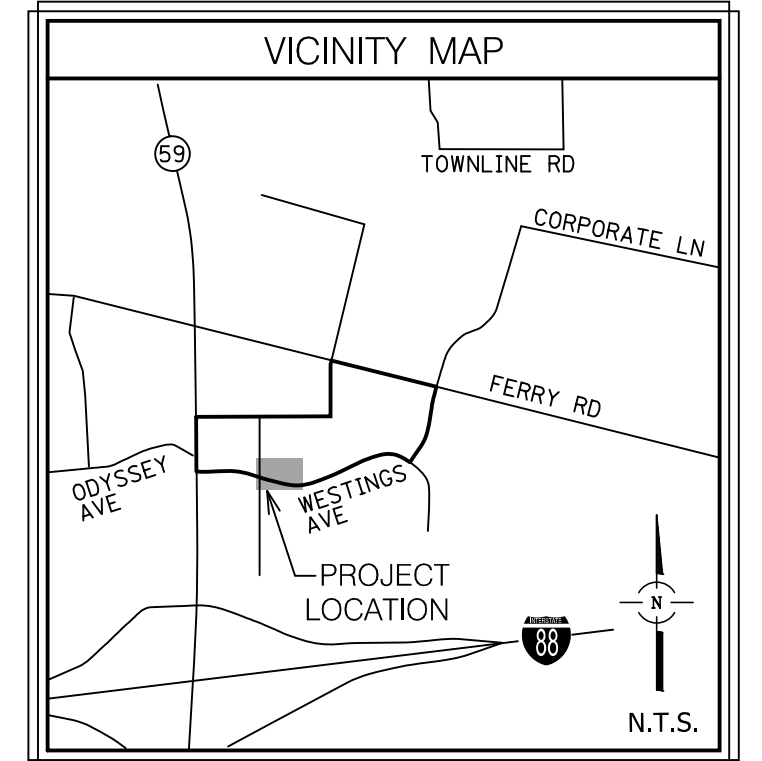 VICINITY MAP
59
TOWNLINE RD
CORPORATE LN
FERRY RD
ODYSSEY
AVE
WESTINGS
AVE
PROJECT
LOCATION
INTERSTATE
88
N
N.T.S.